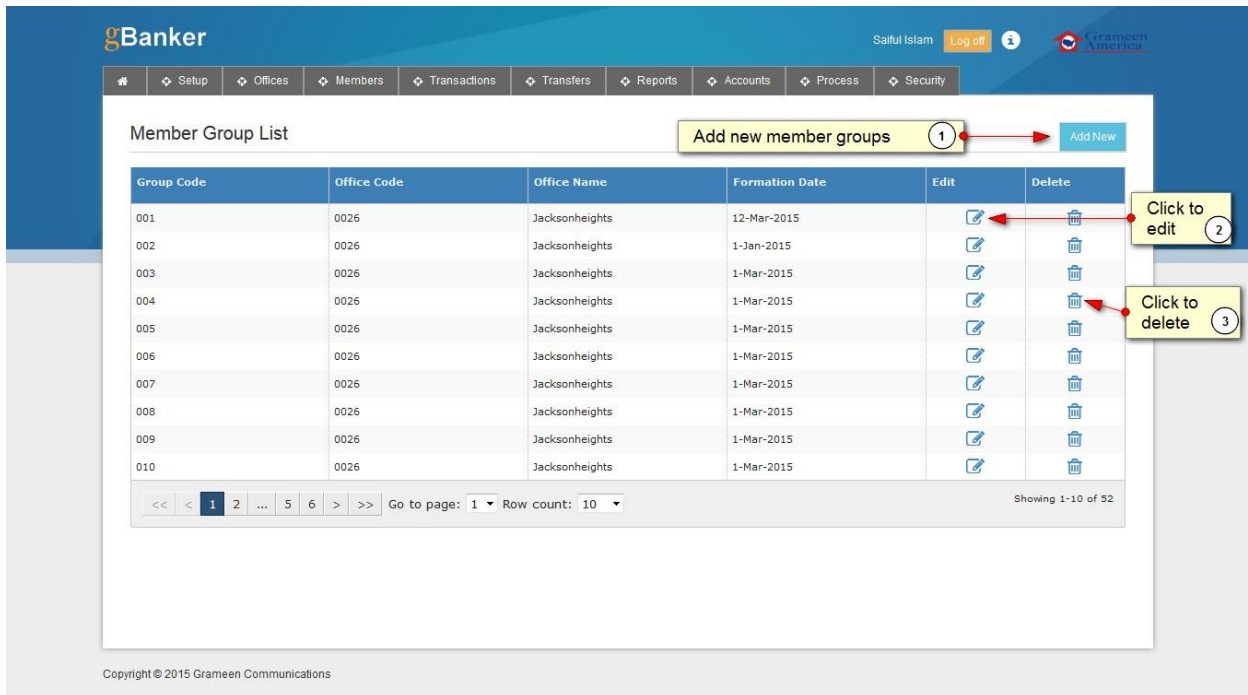 gBanker
Saiful Islam Log off i Grameen America
Setup Offices Members Transactions Transfers Reports Accounts Process Security
Member Group List
Add new member groups 1
Add New
Group Code Office Code Office Name Formation Date Edit Delete
001 0026 Jacksonheights 12-Mar-2015
Click to
edit 2
002 0026 Jacksonheights 1-Jan-2015
003 0026 Jacksonheights 1-Mar-2015
004 0026 Jacksonheights 1-Mar-2015
Click to
delete 3
005 0026 Jacksonheights 1-Mar-2015
006 0026 Jacksonheights 1-Mar-2015
007 0026 Jacksonheights 1-Mar-2015
008 0026 Jacksonheights 1-Mar-2015
009 0026 Jacksonheights 1-Mar-2015
010 0026 Jacksonheights 1-Mar-2015
<< < 1 2 ... 5 6 > >> Go to page: 1 Row count: 10 Showing 1-10 of 52
Copyright © 2015 Grameen Communications